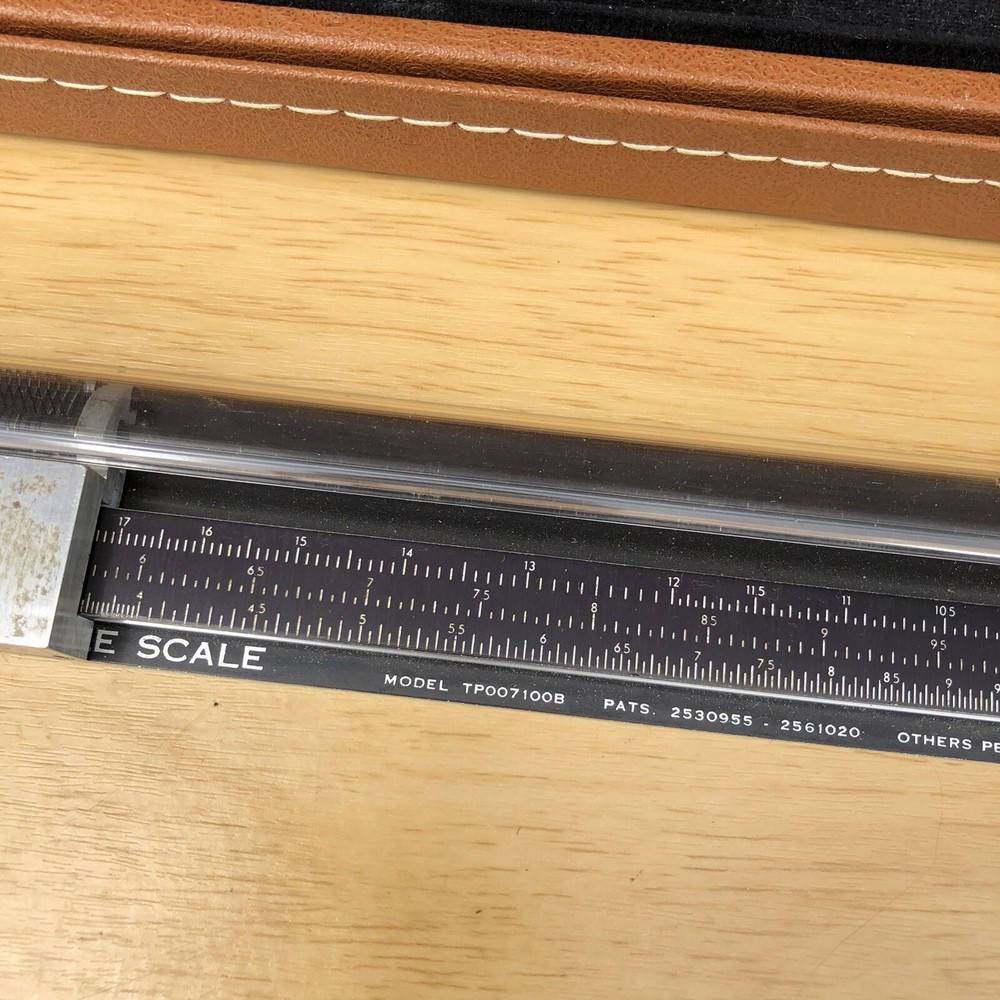 17 16 15 14 13 12 11.5 11 10.5
6 6.5 7 7.5 8 8.5 9 9.5
4 4.5 5 5.5 6 6.5 7 7.5 8 8.5 9
E SCALE
MODEL TP007100B PATS. 2530955 - 2561020 OTHERS PE